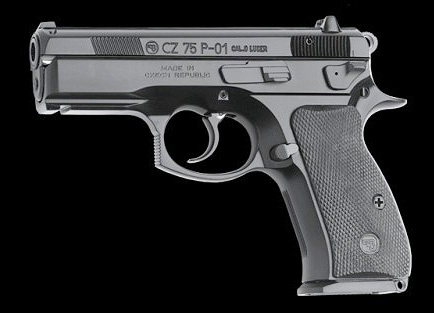 CZ 75 P-01 CAL.9 LUGER
MADE IN
CZECH REPUBLIC